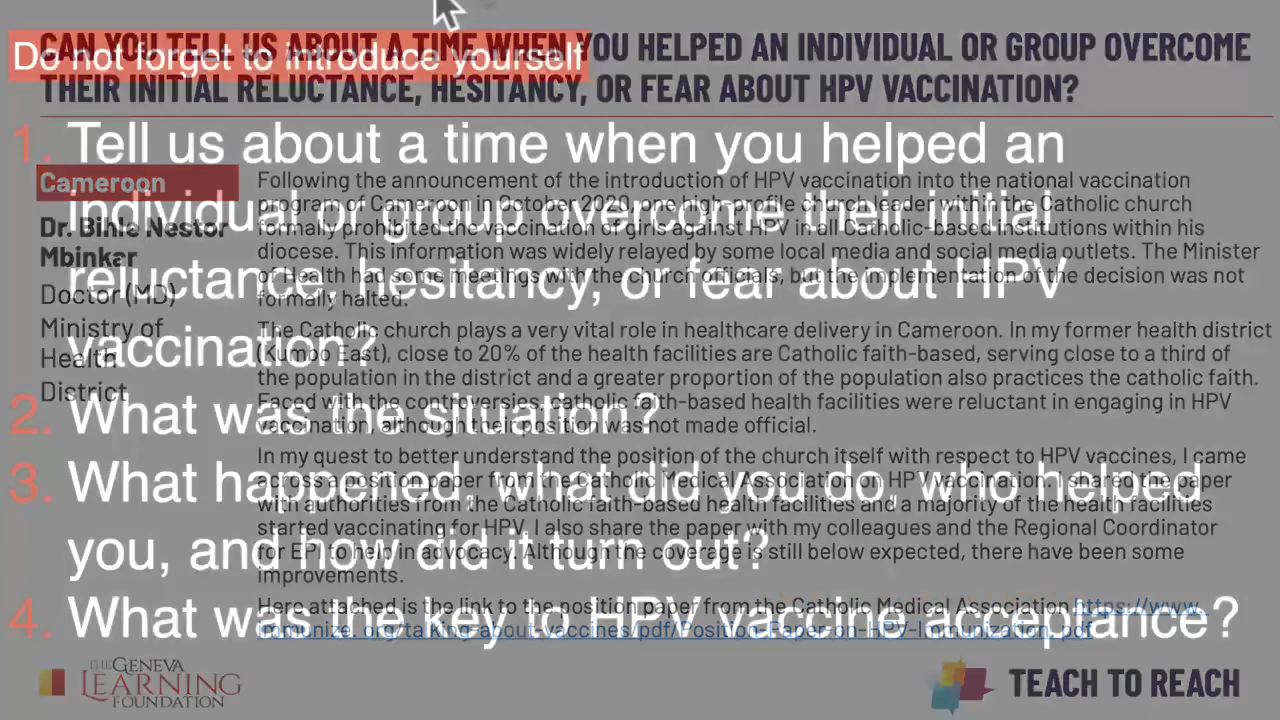 CAN YOU TELL US ABOUT A TIME WHEN YOU HELPED AN INDIVIDUAL OR GROUP OVERCOME
THEIR INITIAL RELUCTANCE, HESITANCY, OR FEAR ABOUT HPV VACCINATION?
Do not forget to introduce yourself
1. Tell us about a time when you helped an
individual or group overcome their initial
reluctance, hesitancy, or fear about HPV
vaccination?
2. What was the situation?
3. What happened, what did you do, who helped
you, and how did it turn out?
4. What was the key to HPV vaccine acceptance?
Cameroon
Dr. Bihle Nestor
Mbinkar
Doctor (MD)
Ministry of
Health
District
Following the announcement of the introduction of HPV vaccination into the national vaccination
program of Cameroon in October 2020, one high-profile church leader within the Catholic church
formally prohibited the vaccination of girls against HPV in all Catholic-based institutions within his
diocese. This information was widely relayed by some local media and social media outlets. The Minister
of Health had some meetings with the church officials, but the implementation of the decision was not
formally halted.
The Catholic church plays a very vital role in healthcare delivery in Cameroon. In my former health district
(Kumbo East), close to 20% of the health facilities are Catholic faith-based, serving close to a third of
the population in the district and a greater proportion of the population also practices the catholic faith.
Faced with the controversies, catholic faith-based health facilities were reluctant in engaging in HPV
vaccination, although their position was not made official.
In my quest to better understand the position of the church itself with respect to HPV vaccines, I came
across a position paper from the Catholic Medical Association on HPV vaccination. I shared the paper
with authorities from the Catholic faith-based health facilities and a majority of the health facilities
started vaccinating for HPV. I also share the paper with my colleagues and the Regional Coordinator
for EPI to help in advocacy. Although the coverage is still below expected, there have been some
improvements.
Here attached is the link to the position paper from the Catholic Medical Association https://www.
immunize. org/ta king-about-vaccines/pdf/Position-Paper-on-HPV-Immunization. pdf
THE GENEVA
LEARNING
FOUNDATION
TEACH TO REACH